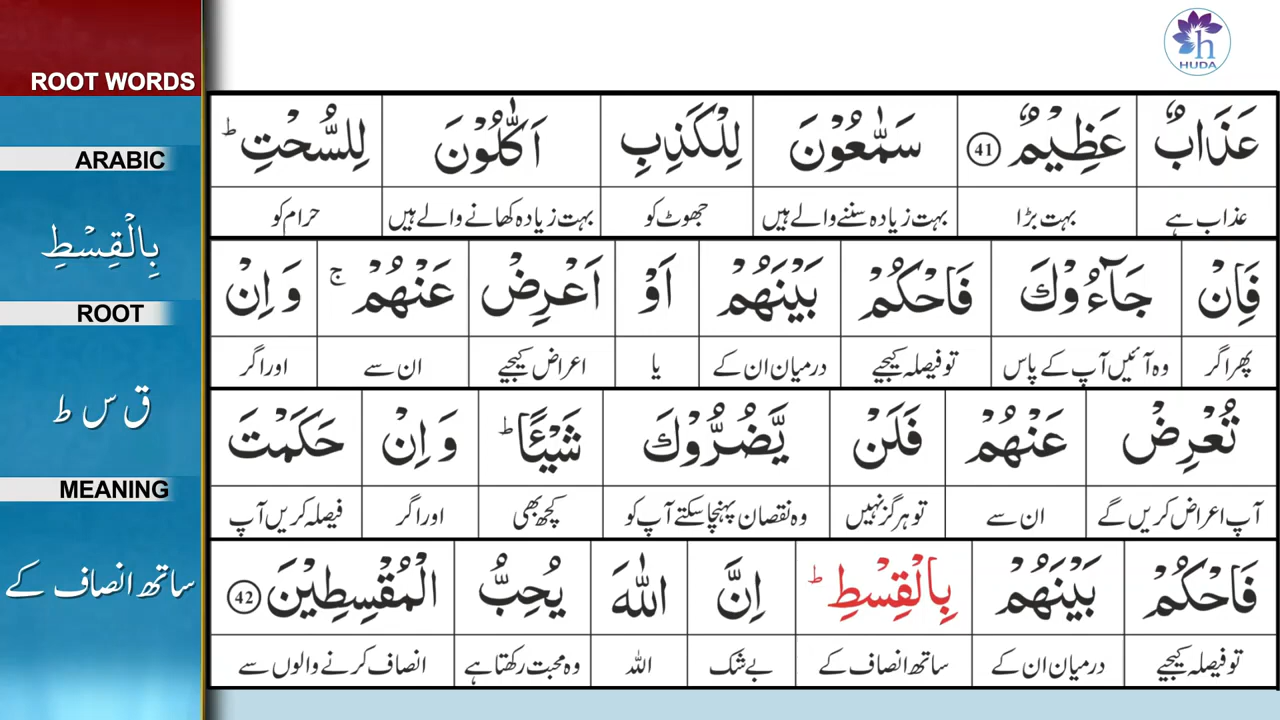 ROOT WORDS
ARABIC
بِالْقِسْطِ
ROOT
ق س ط
MEANING
ساتھ انصاف کے
h
HUDA
عَذَابٌ عَظِيْمٌ 41 سَمّٰعُوْنَ لِلْكَذِبِ اَكّٰلُوْنَ لِلسُّحْتِ ؕ
عذاب ہے بہت بڑا بہت زیادہ سننے والے ہیں جھوٹ کو بہت زیادہ کھانے والے ہیں حرام کو
فَاِنْ جَآءُوْكَ فَاحْكُمْ بَيْنَهُمْ اَوْ اَعْرِضْ عَنْهُمْ ۚ وَ اِنْ
پھر اگر وہ آئیں آپ کے پاس تو فیصلہ کیجیے درمیان ان کے یا اعراض کیجیے ان سے اور اگر
تُعْرِضْ عَنْهُمْ فَلَنْ يَّضُرُّوْكَ شَيْـًٔا ؕ وَ اِنْ حَكَمْتَ
آپ اعراض کریں گے ان سے تو ہرگز نہیں وہ نقصان پہنچا سکتے آپ کو کچھ بھی اور اگر فیصلہ کریں آپ
فَاحْكُمْ بَيْنَهُمْ بِالْقِسْطِ ؕ اِنَّ اللّٰهَ يُحِبُّ الْمُقْسِطِيْنَ 42
تو فیصلہ کیجیے درمیان ان کے ساتھ انصاف کے بے شک اللہ وہ محبت رکھتا ہے انصاف کرنے والوں سے